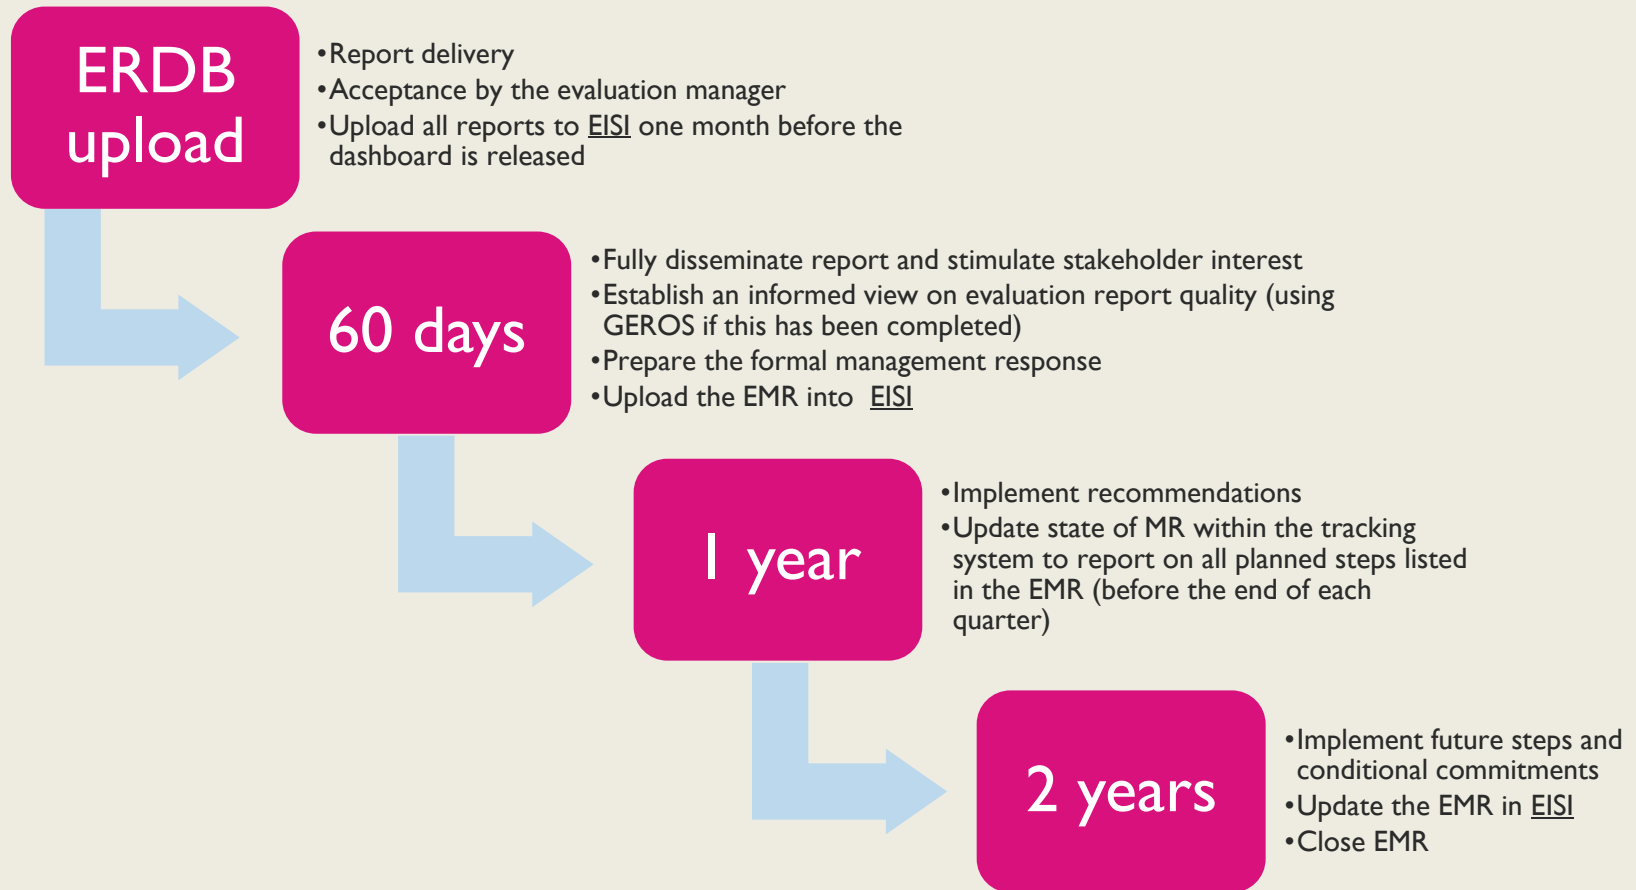 ERDB
upload
•Report delivery
•Acceptance by the evaluation manager
•Upload all reports to EISI one month before the
dashboard is released
60 days
•Fully disseminate report and stimulate stakeholder interest
•Establish an informed view on evaluation report quality (using
GEROS if this has been completed)
•Prepare the formal management response
•Upload the EMR into EISI
1 year
•Implement recommendations
•Update state of MR within the tracking
system to report on all planned steps listed
in the EMR (before the end of each
quarter)
2 years
•Implement future steps and
conditional commitments
•Update the EMR in EISI
•Close EMR